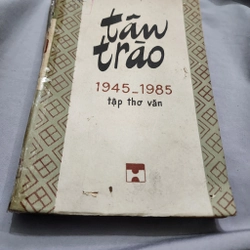 tân
trào
1945_1985
tập thơ văn